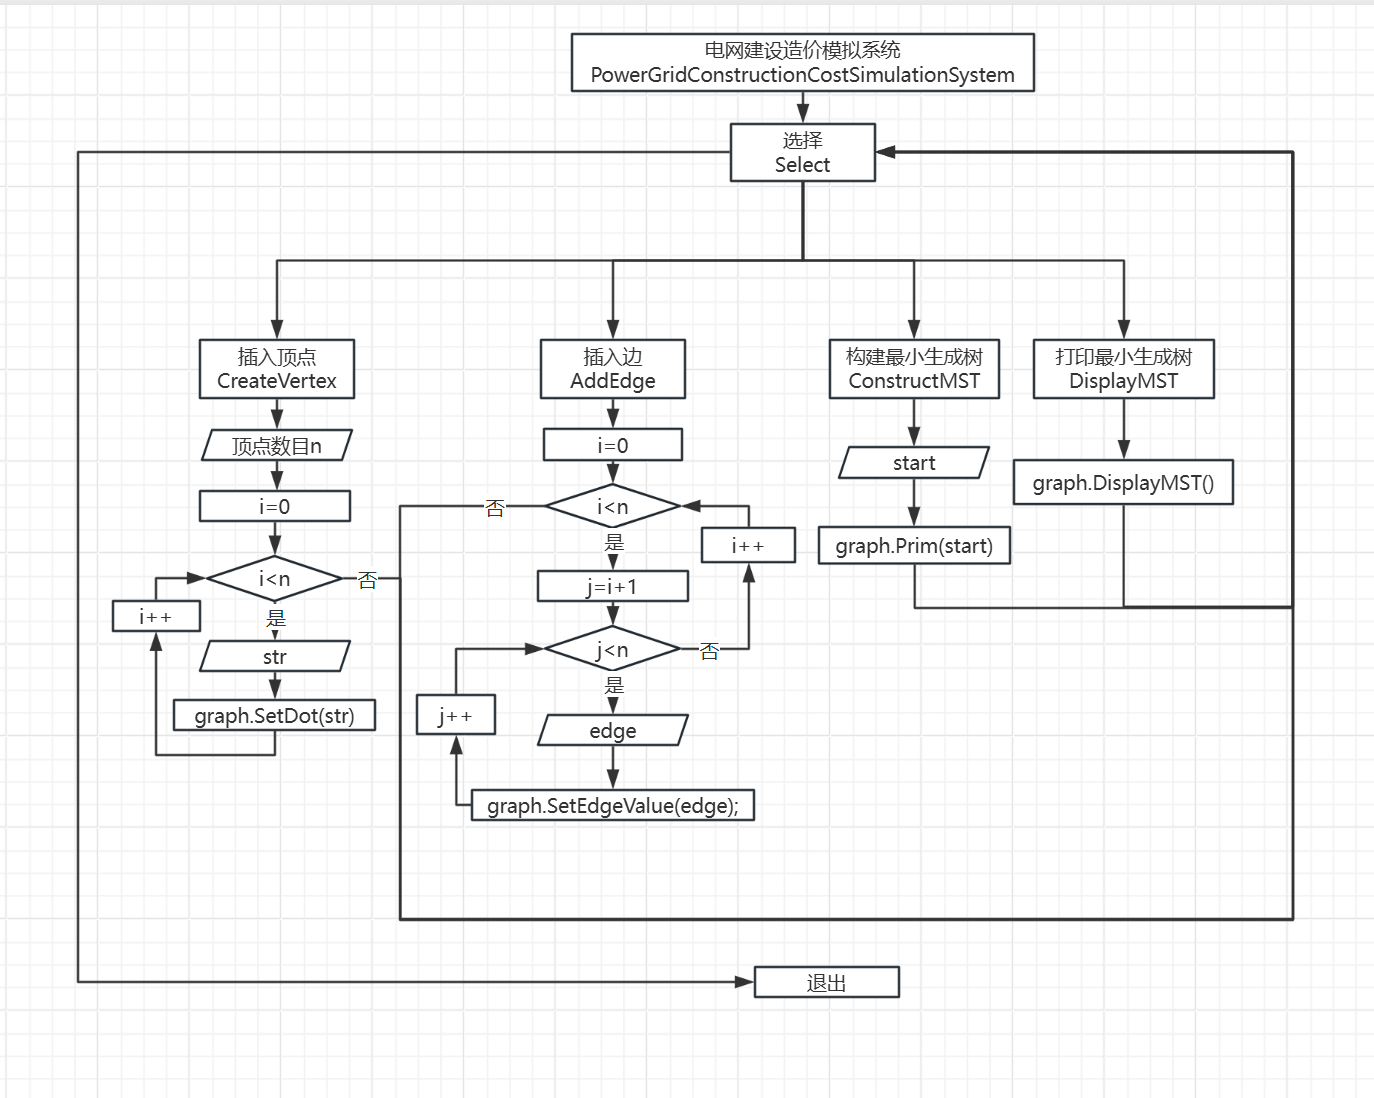 电网建设造价模拟系统
PowerGridConstructionCostSimulationSystem
选择
Select
插入顶点
CreateVertex
顶点数目n
i=0
i<n
否
是
i++
str
graph.SetDot(str)
插入边
AddEdge
i=0
i<n
否
是
i++
j=i+1
j<n
否
是
j++
edge
graph.SetEdgeValue(edge);
构建最小生成树
ConstructMST
start
graph.Prim(start)
打印最小生成树
DisplayMST
graph.DisplayMST()
退出